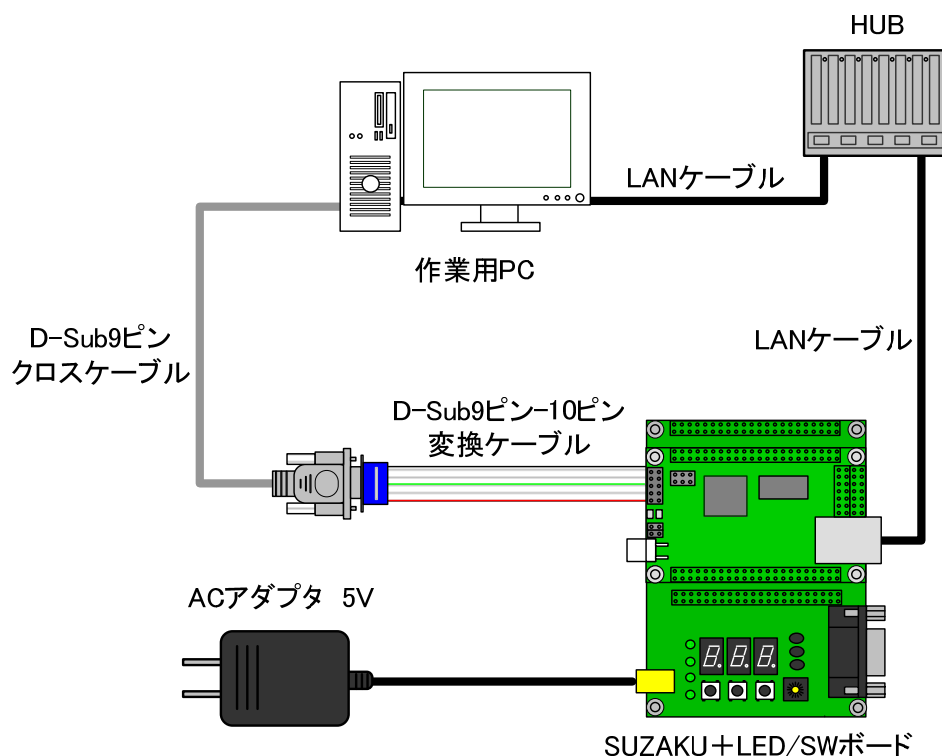 HUB
LANケーブル
作業用PC
D-Sub9ピン
クロスケーブル
LANケーブル
D-Sub9ピン-10ピン
変換ケーブル
ACアダプタ 5V
SUZAKU+LED/SWボード